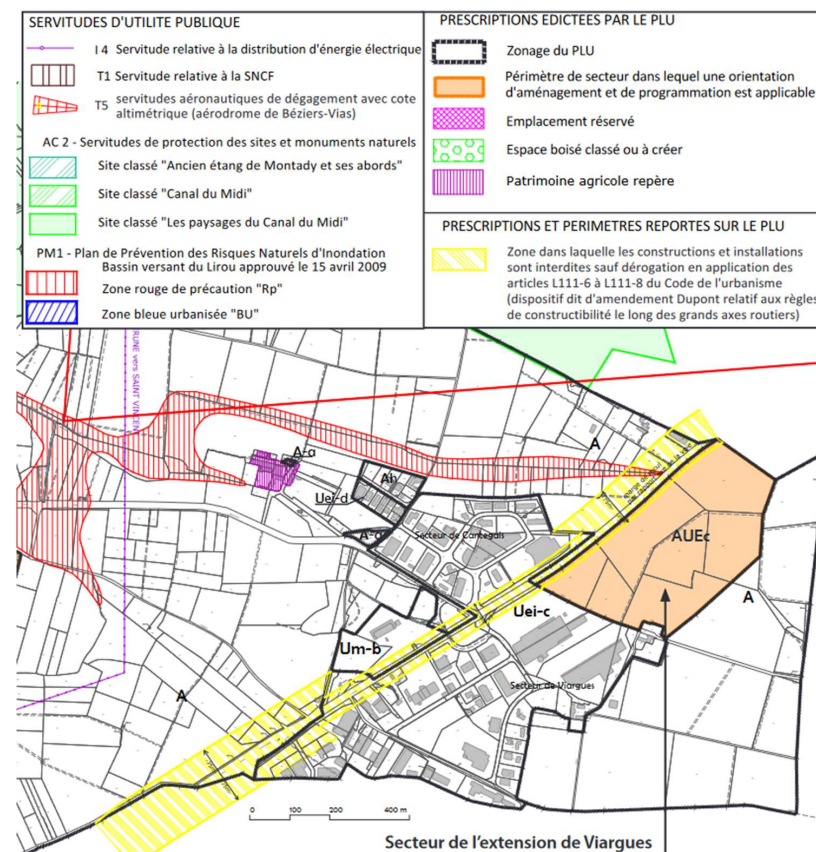 SERVITUDES D'UTILITE PUBLIQUE
I 4 Servitude relative à la distribution d'énergie électrique
T1 Servitude relative à la SNCF
T5 servitudes aéronautiques de dégagement avec cote
altimétrique (aérodrome de Béziers-Vias)
AC 2 - Servitudes de protection des sites et monuments naturels
Site classé "Ancien étang de Montady et ses abords"
Site classé "Canal du Midi"
Site classé "Les paysages du Canal du Midi"
PM1 - Plan de Prévention des Risques Naturels d'Inondation
Bassin versant du Lirou approuvé le 15 avril 2009
Zone rouge de précaution "Rp"
Zone bleue urbanisée "BU"
PRESCRIPTIONS EDICTEES PAR LE PLU
Zonage du PLU
Périmètre de secteur dans lequel une orientation
d'aménagement et de programmation est applicable
Emplacement réservé
Espace boisé classé ou à créer
Patrimoine agricole repère
PRESCRIPTIONS ET PERIMETRES REPORTES SUR LE PLU
Zone dans laquelle les constructions et installations
sont interdites sauf dérogation en application des
articles L111-6 à L111-8 du Code de l'urbanisme
(dispositif dit d'amendement Dupont relatif aux règles
de constructibilité le long des grands axes routiers)
RUNE vers SAINT VINCEN
A
A-a
Ah
Uei-d
A-a
Secteur de Cantegals
AUEc
A
Uei-c
Um-b
Secteur de Viargues
A
0 100 200 400 m
Secteur de l'extension de Viargues